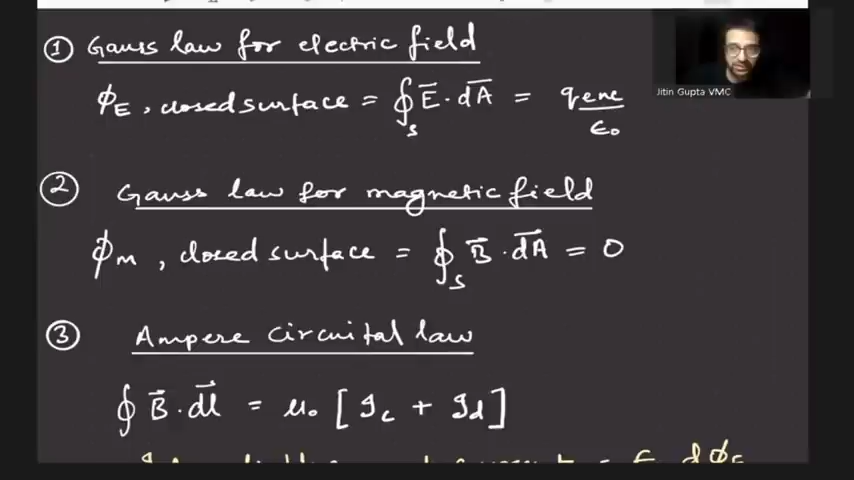 ① Gauss law for electric field
Jitin Gupta VMC
ϕE, closed surface = ∮s E̅ · dA̅ = qenc/ϵ₀
② Gauss law for magnetic field
ϕm, closed surface = ∮s B̅ · dA̅ = 0
③ Ampere circuital law
∮ B⃗ · dl⃗ = μ₀ [Ic + Id]